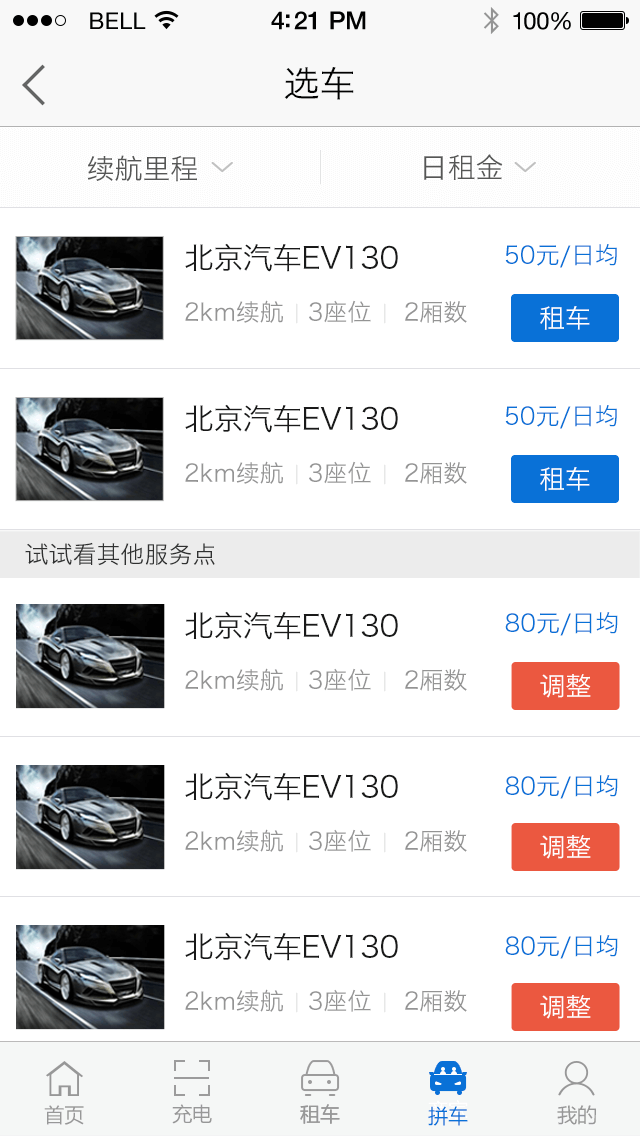 BELL 4:21 PM 100%
选车
续航里程 日租金
北京汽车EV130 50元/日均
2km续航 3座位 2厢数 租车
北京汽车EV130 50元/日均
2km续航 3座位 2厢数 租车
试试看其他服务点
北京汽车EV130 80元/日均
2km续航 3座位 2厢数 调整
北京汽车EV130 80元/日均
2km续航 3座位 2厢数 调整
北京汽车EV130 80元/日均
2km续航 3座位 2厢数 调整
首页 充电 租车 拼车 我的